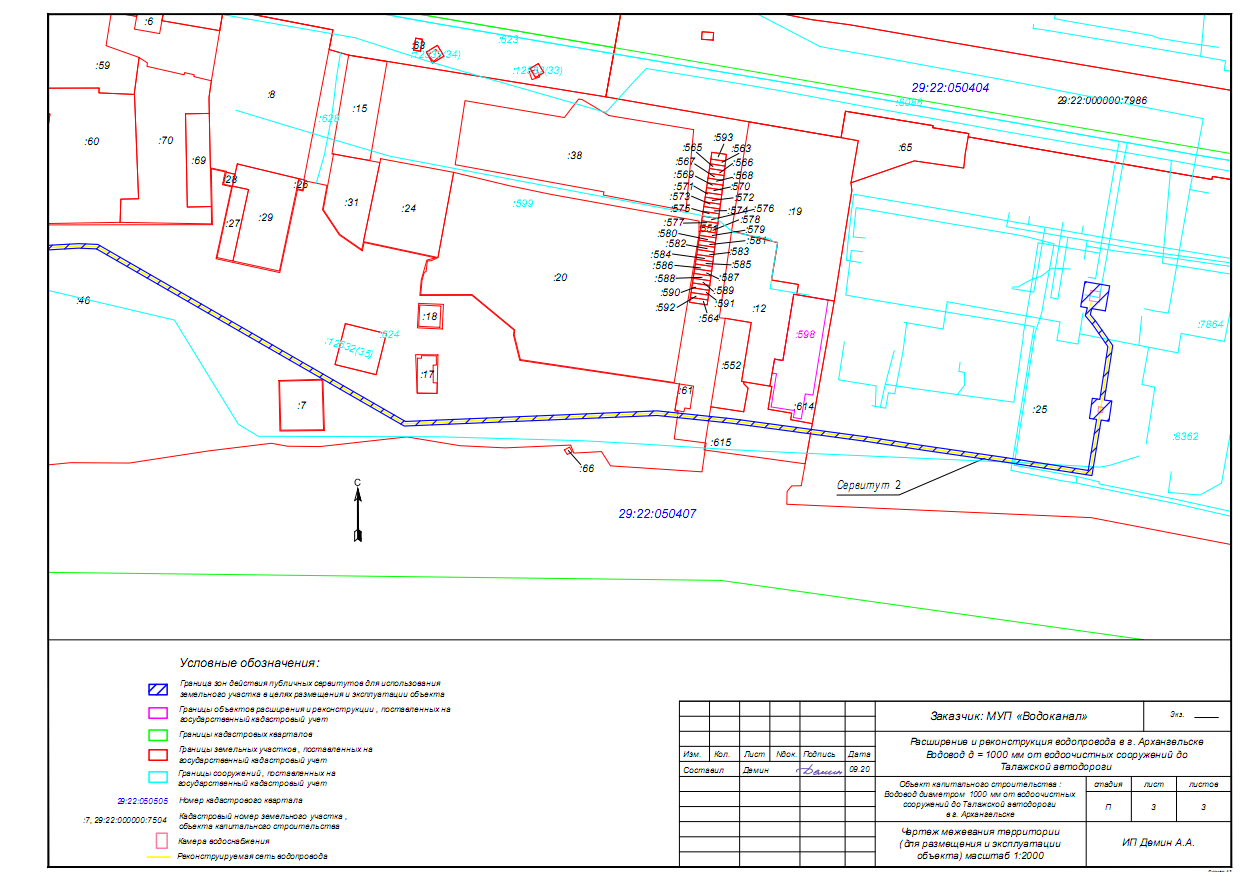 :6
:59
:60
:70
:69
:8
:28
:27
:29
:26
:15
:31
:24
:38
:20
:18
:17
:7
:46
:66
:61
:615
:552
:12
:19
:65
:614
:25
:68
:623
:626
:599
:624
:598
:7864
:8362
29:22:050404
29:22:000000:7986
:593
:565
:563
:567
:566
:569
:568
:571
:570
:573
:572
:575
:574
:576
:577
:578
:580
:579
:582
:581
:584
:583
:586
:585
:588
:587
:590
:589
:592
:591
:564
Сервитут 2
С
29:22:050407
Условные обозначения:
Граница зон действия публичных сервитутов для использования
земельного участка в целях размещения и эксплуатации объекта
Границы объектов расширения и реконструкции, поставленных на
государственный кадастровый учет
Границы кадастровых кварталов
Границы земельных участков, поставленных на
государственный кадастровый учет
Границы сооружений, поставленных на
государственный кадастровый учет
29:22:050505 Номер кадастрового квартала
:7, 29:22:000000:7504 Кадастровый номер земельного участка,
объекта капитального строительства
Камера водоснабжения
Реконструируемая сеть водопровода
Заказчик: МУП «Водоканал»
Экз.
Расширение и реконструкция водопровода в г. Архангельске
Водовод d = 1000 мм от водоочистных сооружений до
Талажской автодороги
Изм. Кол. Лист №док. Подпись Дата
Составил Демин 09.20
Объект капитального строительства:
Водовод диаметром 1000 мм от водоочистных
сооружений до Талажской автодороги
в г. Архангельске
стадия лист листов
П 3 3
Чертеж межевания территории
(для размещения и эксплуатации
объекта) масштаб 1:2000
ИП Демин А.А.